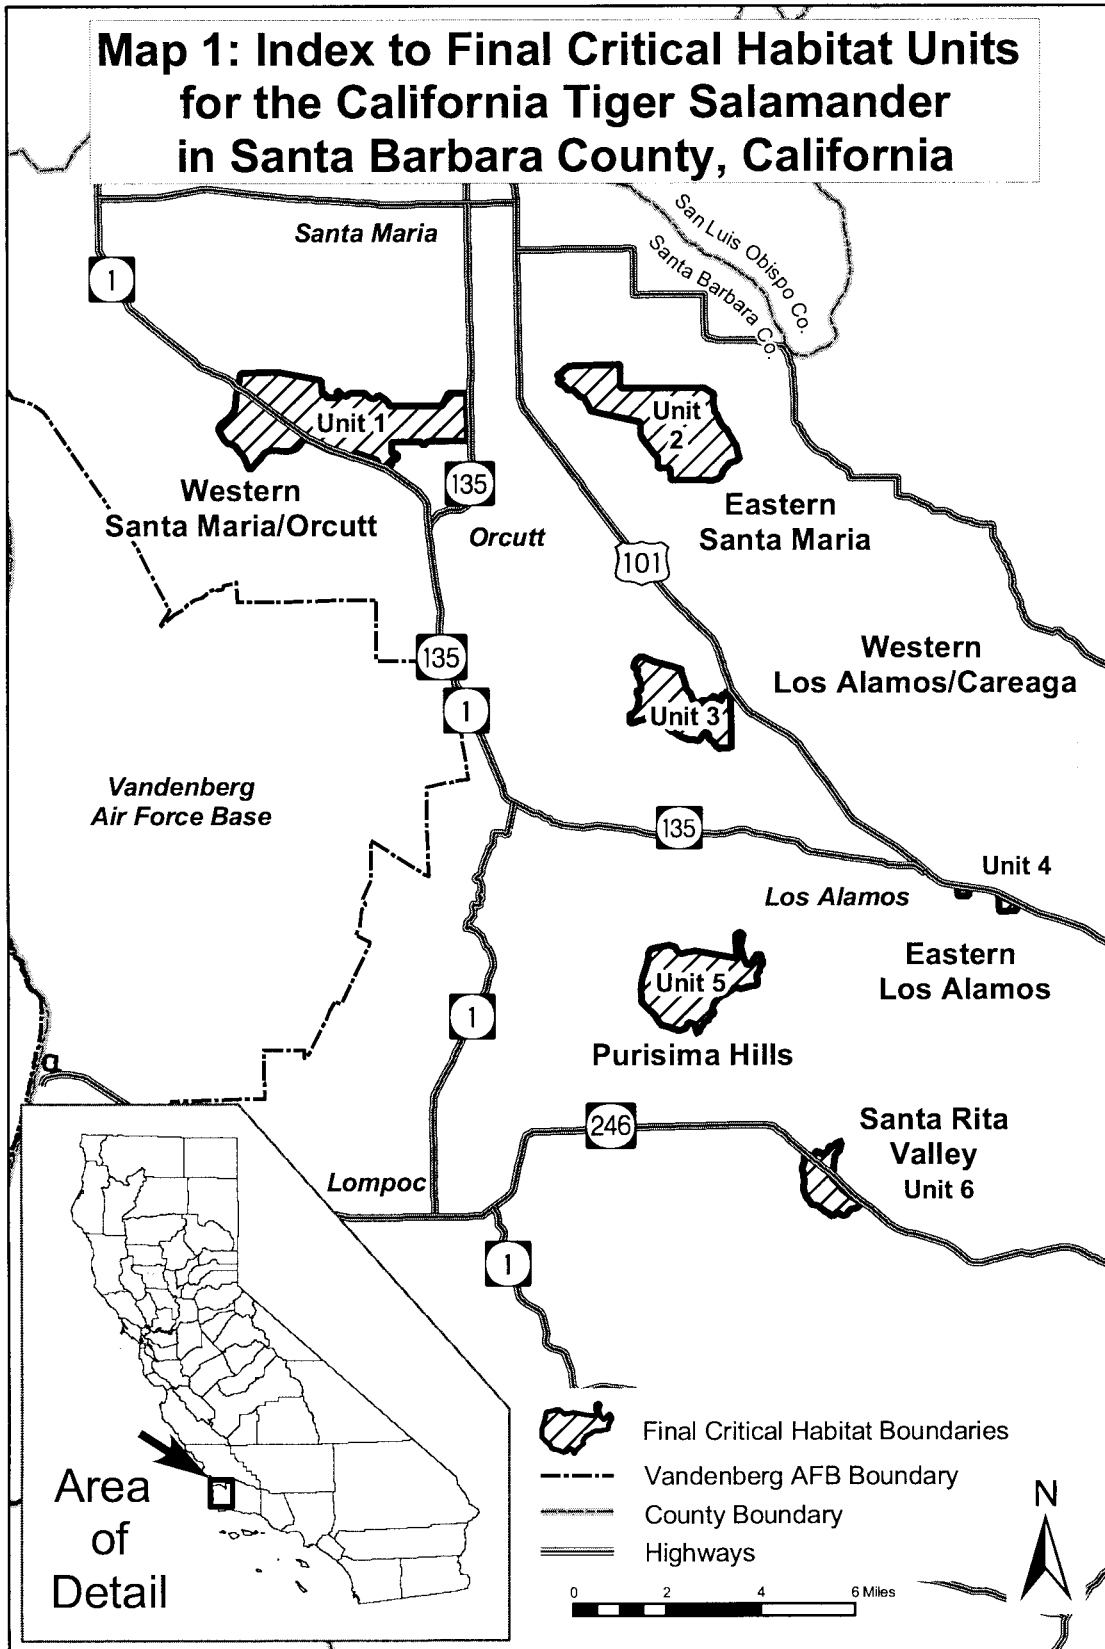 Map 1: Index to Final Critical Habitat Units
for the California Tiger Salamander
in Santa Barbara County, California
Santa Maria
San Luis Obispo Co.
Santa Barbara Co.
1
Unit 1
Unit
2
135
Western
Santa Maria/Orcutt
Orcutt
Eastern
Santa Maria
101
135
Western
Los Alamos/Careaga
1
Unit 3
Vandenberg
Air Force Base
135
Unit 4
Los Alamos
Eastern
Los Alamos
Unit 5
1
Purisima Hills
246
Santa Rita
Valley
Unit 6
Lompoc
1
Area
of
Detail
Final Critical Habitat Boundaries
Vandenberg AFB Boundary
County Boundary
Highways
N
0 2 4 6 Miles